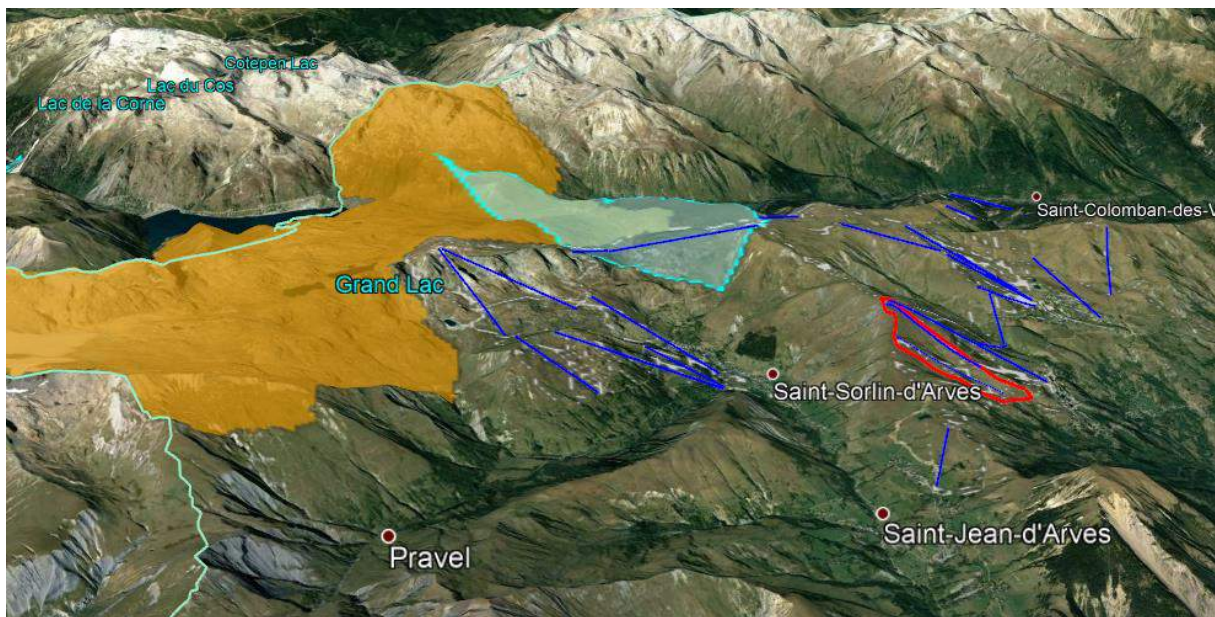 Cotepen Lac
Lac du Cos
Lac de la Corne
Saint-Colomban-des-V
Grand Lac
Saint-Sorlin-d'Arves
Saint-Jean-d'Arves
Pravel